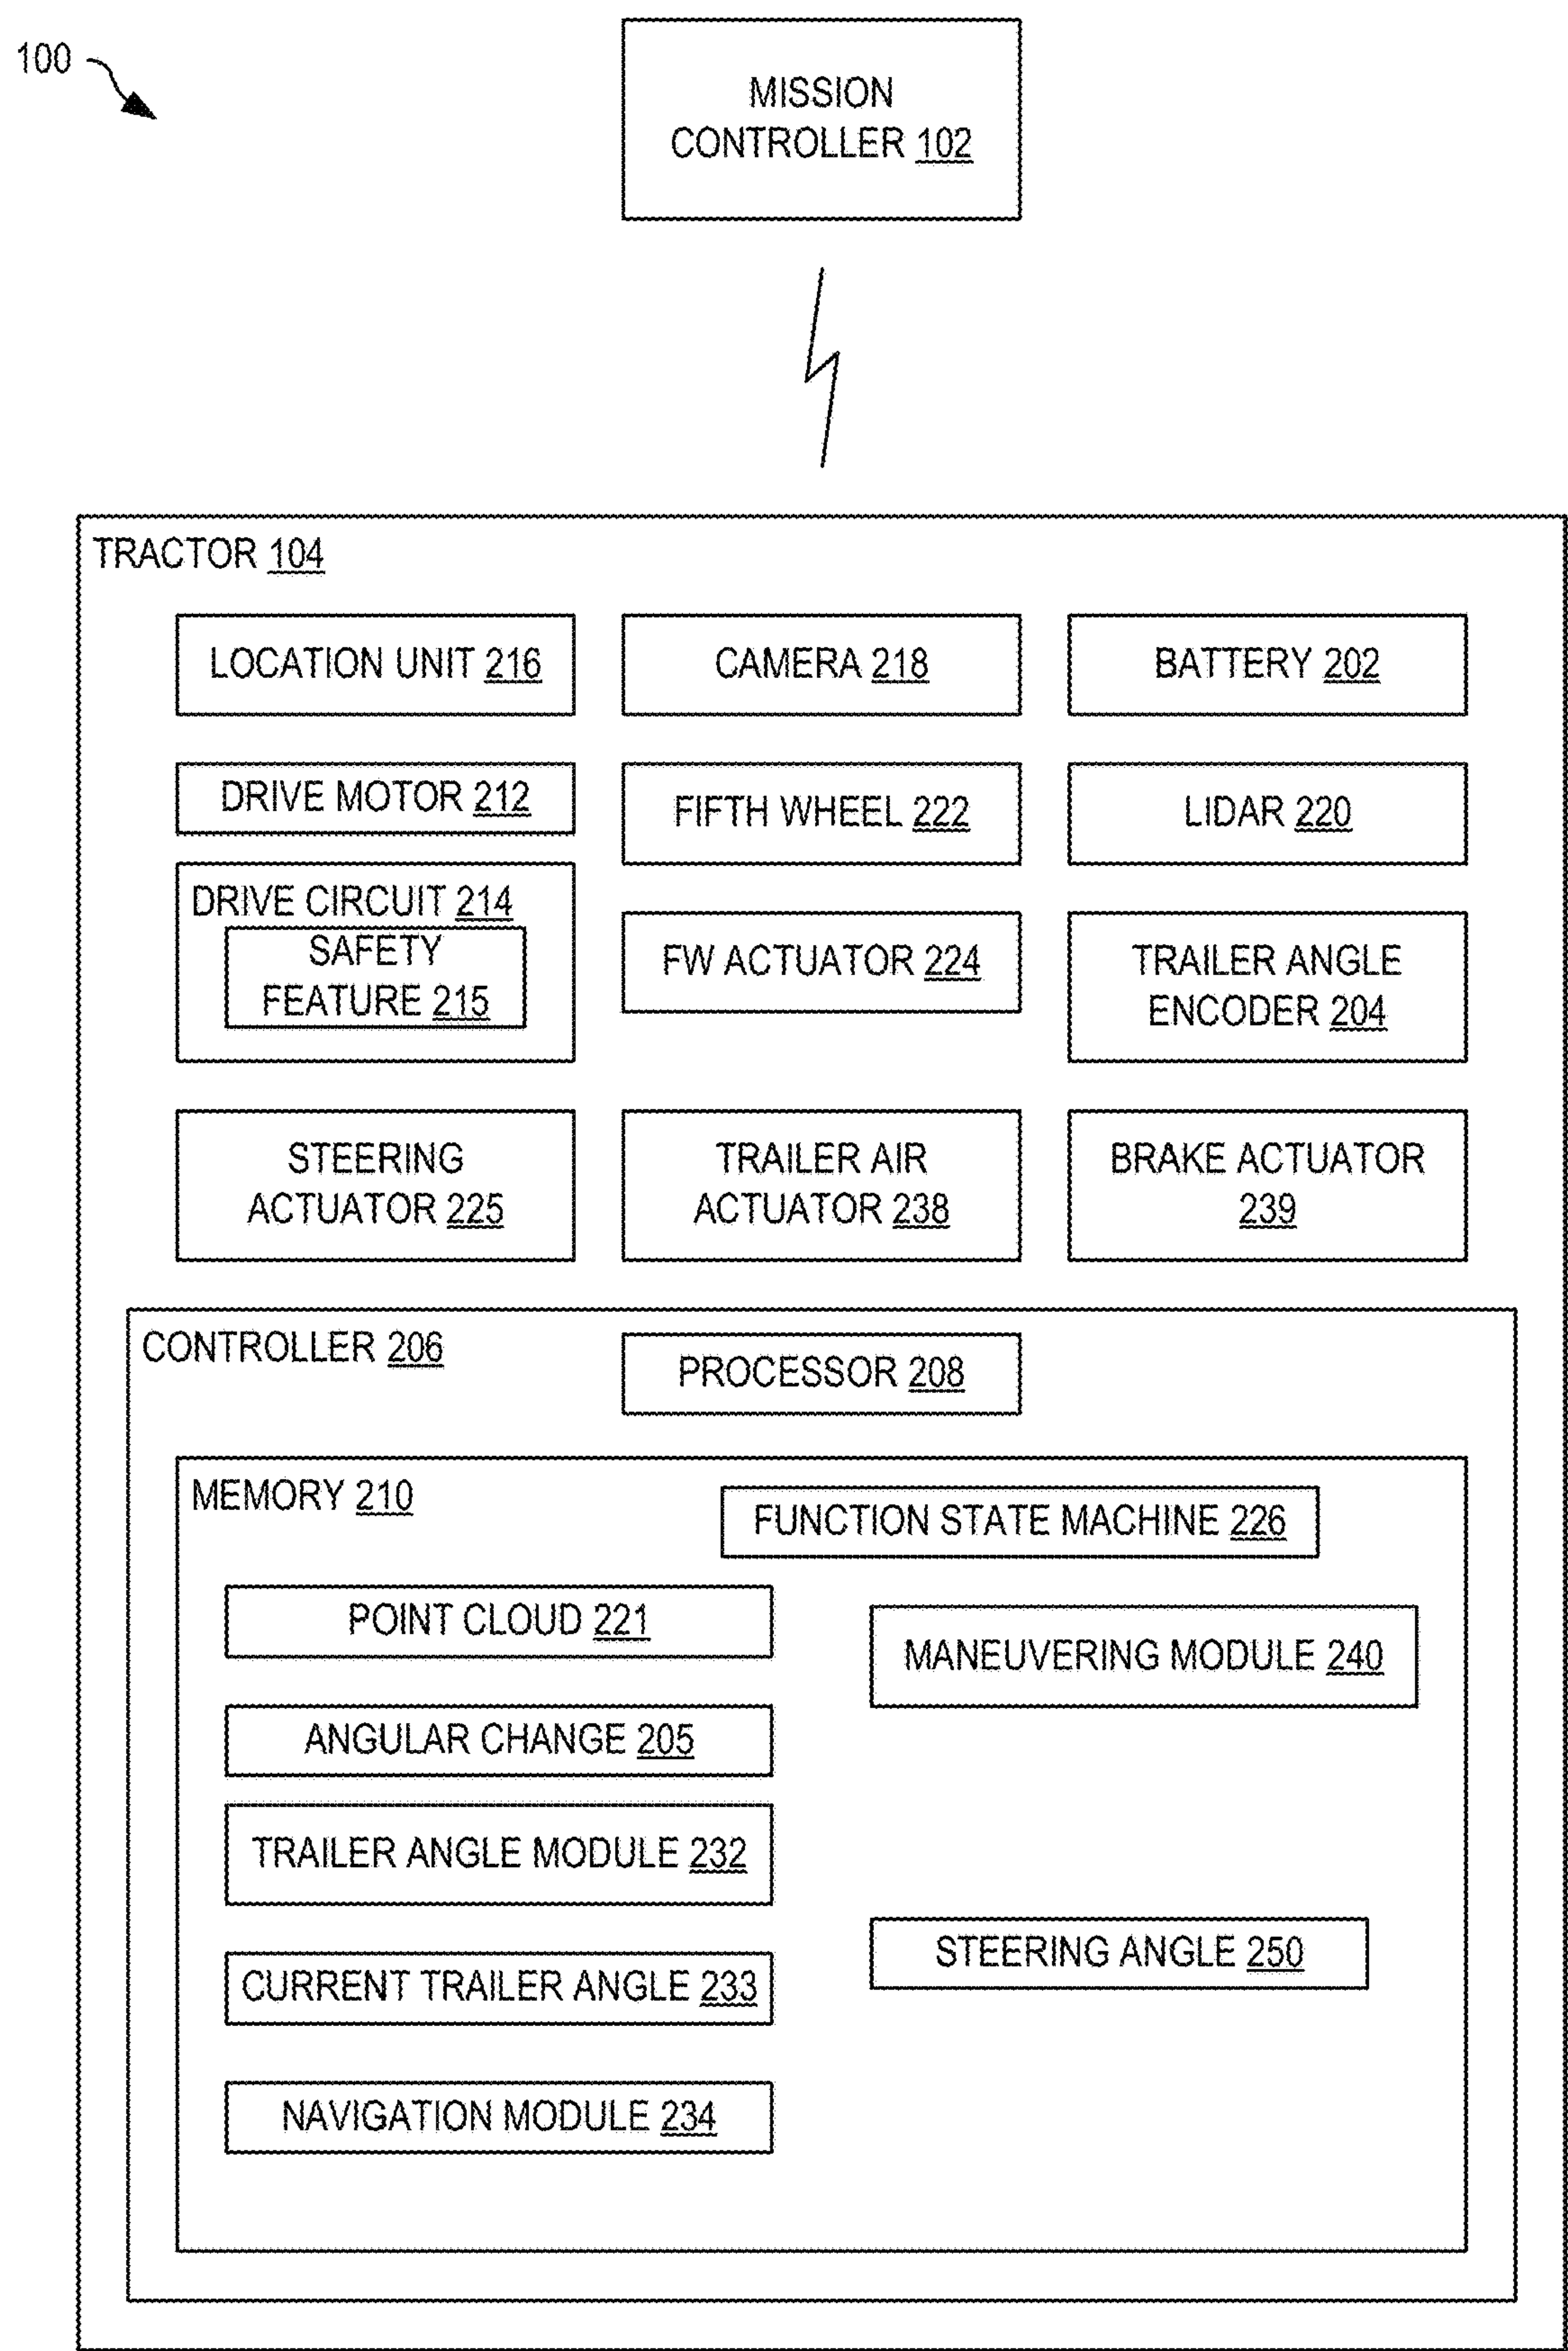 100
MISSION
CONTROLLER 102
TRACTOR 104
LOCATION UNIT 216
CAMERA 218
BATTERY 202
DRIVE MOTOR 212
FIFTH WHEEL 222
LIDAR 220
DRIVE CIRCUIT 214
SAFETY
FEATURE 215
FW ACTUATOR 224
TRAILER ANGLE
ENCODER 204
STEERING
ACTUATOR 225
TRAILER AIR
ACTUATOR 238
BRAKE ACTUATOR
239
CONTROLLER 206
PROCESSOR 208
MEMORY 210
FUNCTION STATE MACHINE 226
POINT CLOUD 221
MANEUVERING MODULE 240
ANGULAR CHANGE 205
TRAILER ANGLE MODULE 232
STEERING ANGLE 250
CURRENT TRAILER ANGLE 233
NAVIGATION MODULE 234